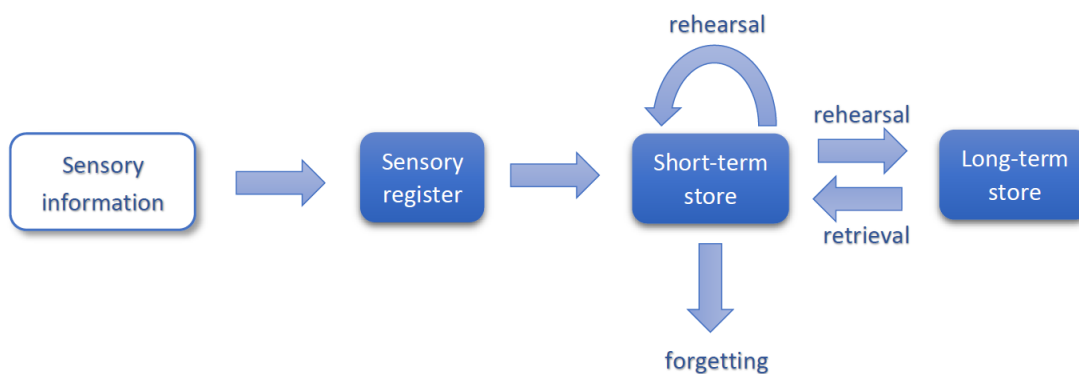 rehearsal
Sensory
information
Sensory
register
Short-term
store
rehearsal
retrieval
Long-term
store
forgetting